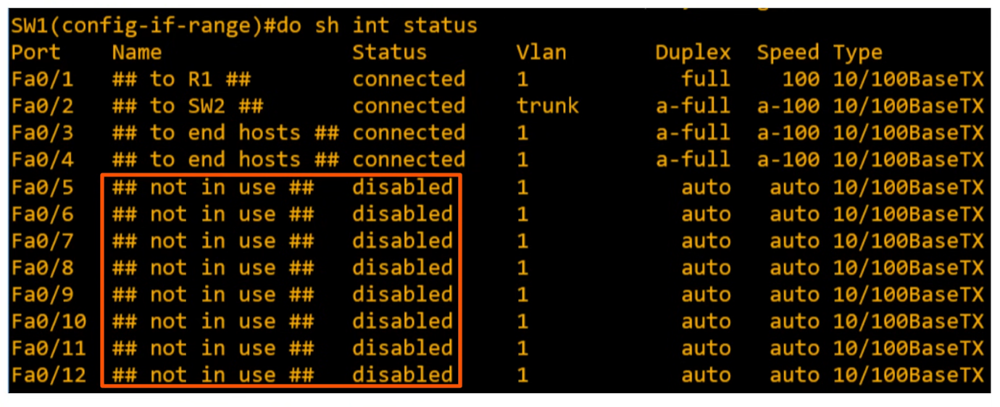 SW1(config-if-range)#do sh int status
Port Name Status Vlan Duplex Speed Type
Fa0/1 ## to R1 ## connected 1 full 100 10/100BaseTX
Fa0/2 ## to SW2 ## connected trunk a-full a-100 10/100BaseTX
Fa0/3 ## to end hosts ## connected 1 a-full a-100 10/100BaseTX
Fa0/4 ## to end hosts ## connected 1 a-full a-100 10/100BaseTX
Fa0/5 ## not in use ## disabled 1 auto auto 10/100BaseTX
Fa0/6 ## not in use ## disabled 1 auto auto 10/100BaseTX
Fa0/7 ## not in use ## disabled 1 auto auto 10/100BaseTX
Fa0/8 ## not in use ## disabled 1 auto auto 10/100BaseTX
Fa0/9 ## not in use ## disabled 1 auto auto 10/100BaseTX
Fa0/10 ## not in use ## disabled 1 auto auto 10/100BaseTX
Fa0/11 ## not in use ## disabled 1 auto auto 10/100BaseTX
Fa0/12 ## not in use ## disabled 1 auto auto 10/100BaseTX